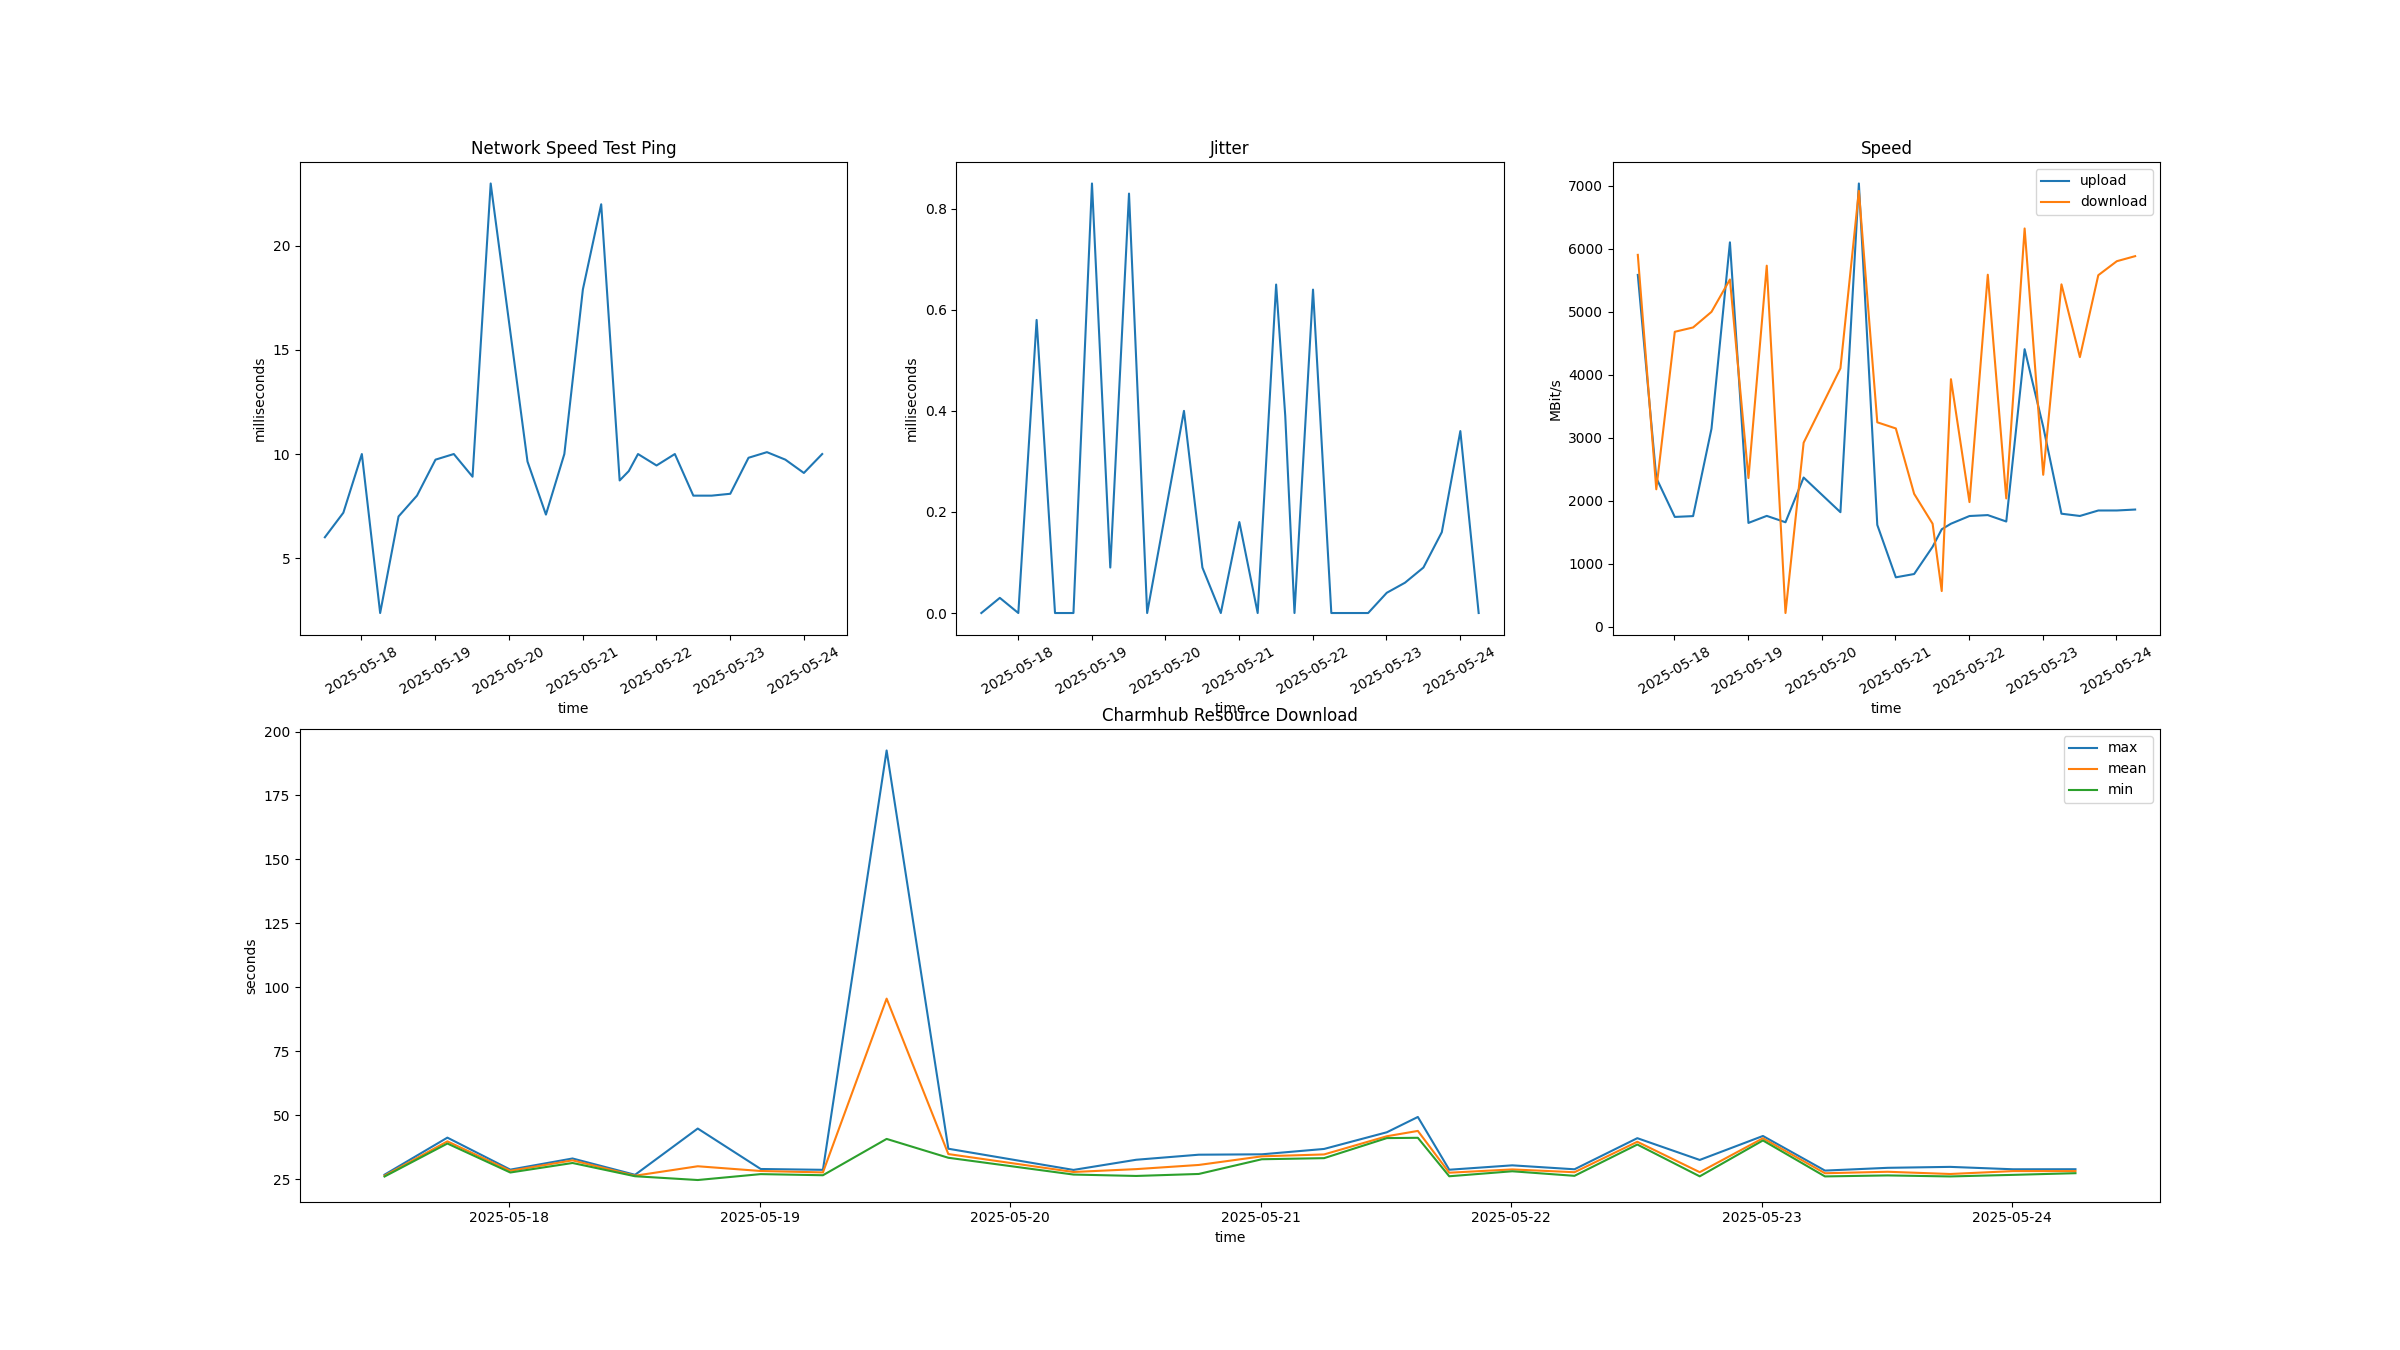 Network Speed Test Ping
milliseconds
20
15
10
5
2025-05-18 2025-05-19 2025-05-20 2025-05-21 2025-05-22 2025-05-23 2025-05-24
time
Jitter
milliseconds
0.8
0.6
0.4
0.2
0.0
2025-05-18 2025-05-19 2025-05-20 2025-05-21 2025-05-22 2025-05-23 2025-05-24
time
Speed
MBit/s
7000
6000
5000
4000
3000
2000
1000
0
upload
download
2025-05-18 2025-05-19 2025-05-20 2025-05-21 2025-05-22 2025-05-23 2025-05-24
time
Charmhub Resource Download
seconds
200
175
150
125
100
75
50
25
max
mean
min
2025-05-18 2025-05-19 2025-05-20 2025-05-21 2025-05-22 2025-05-23 2025-05-24
time